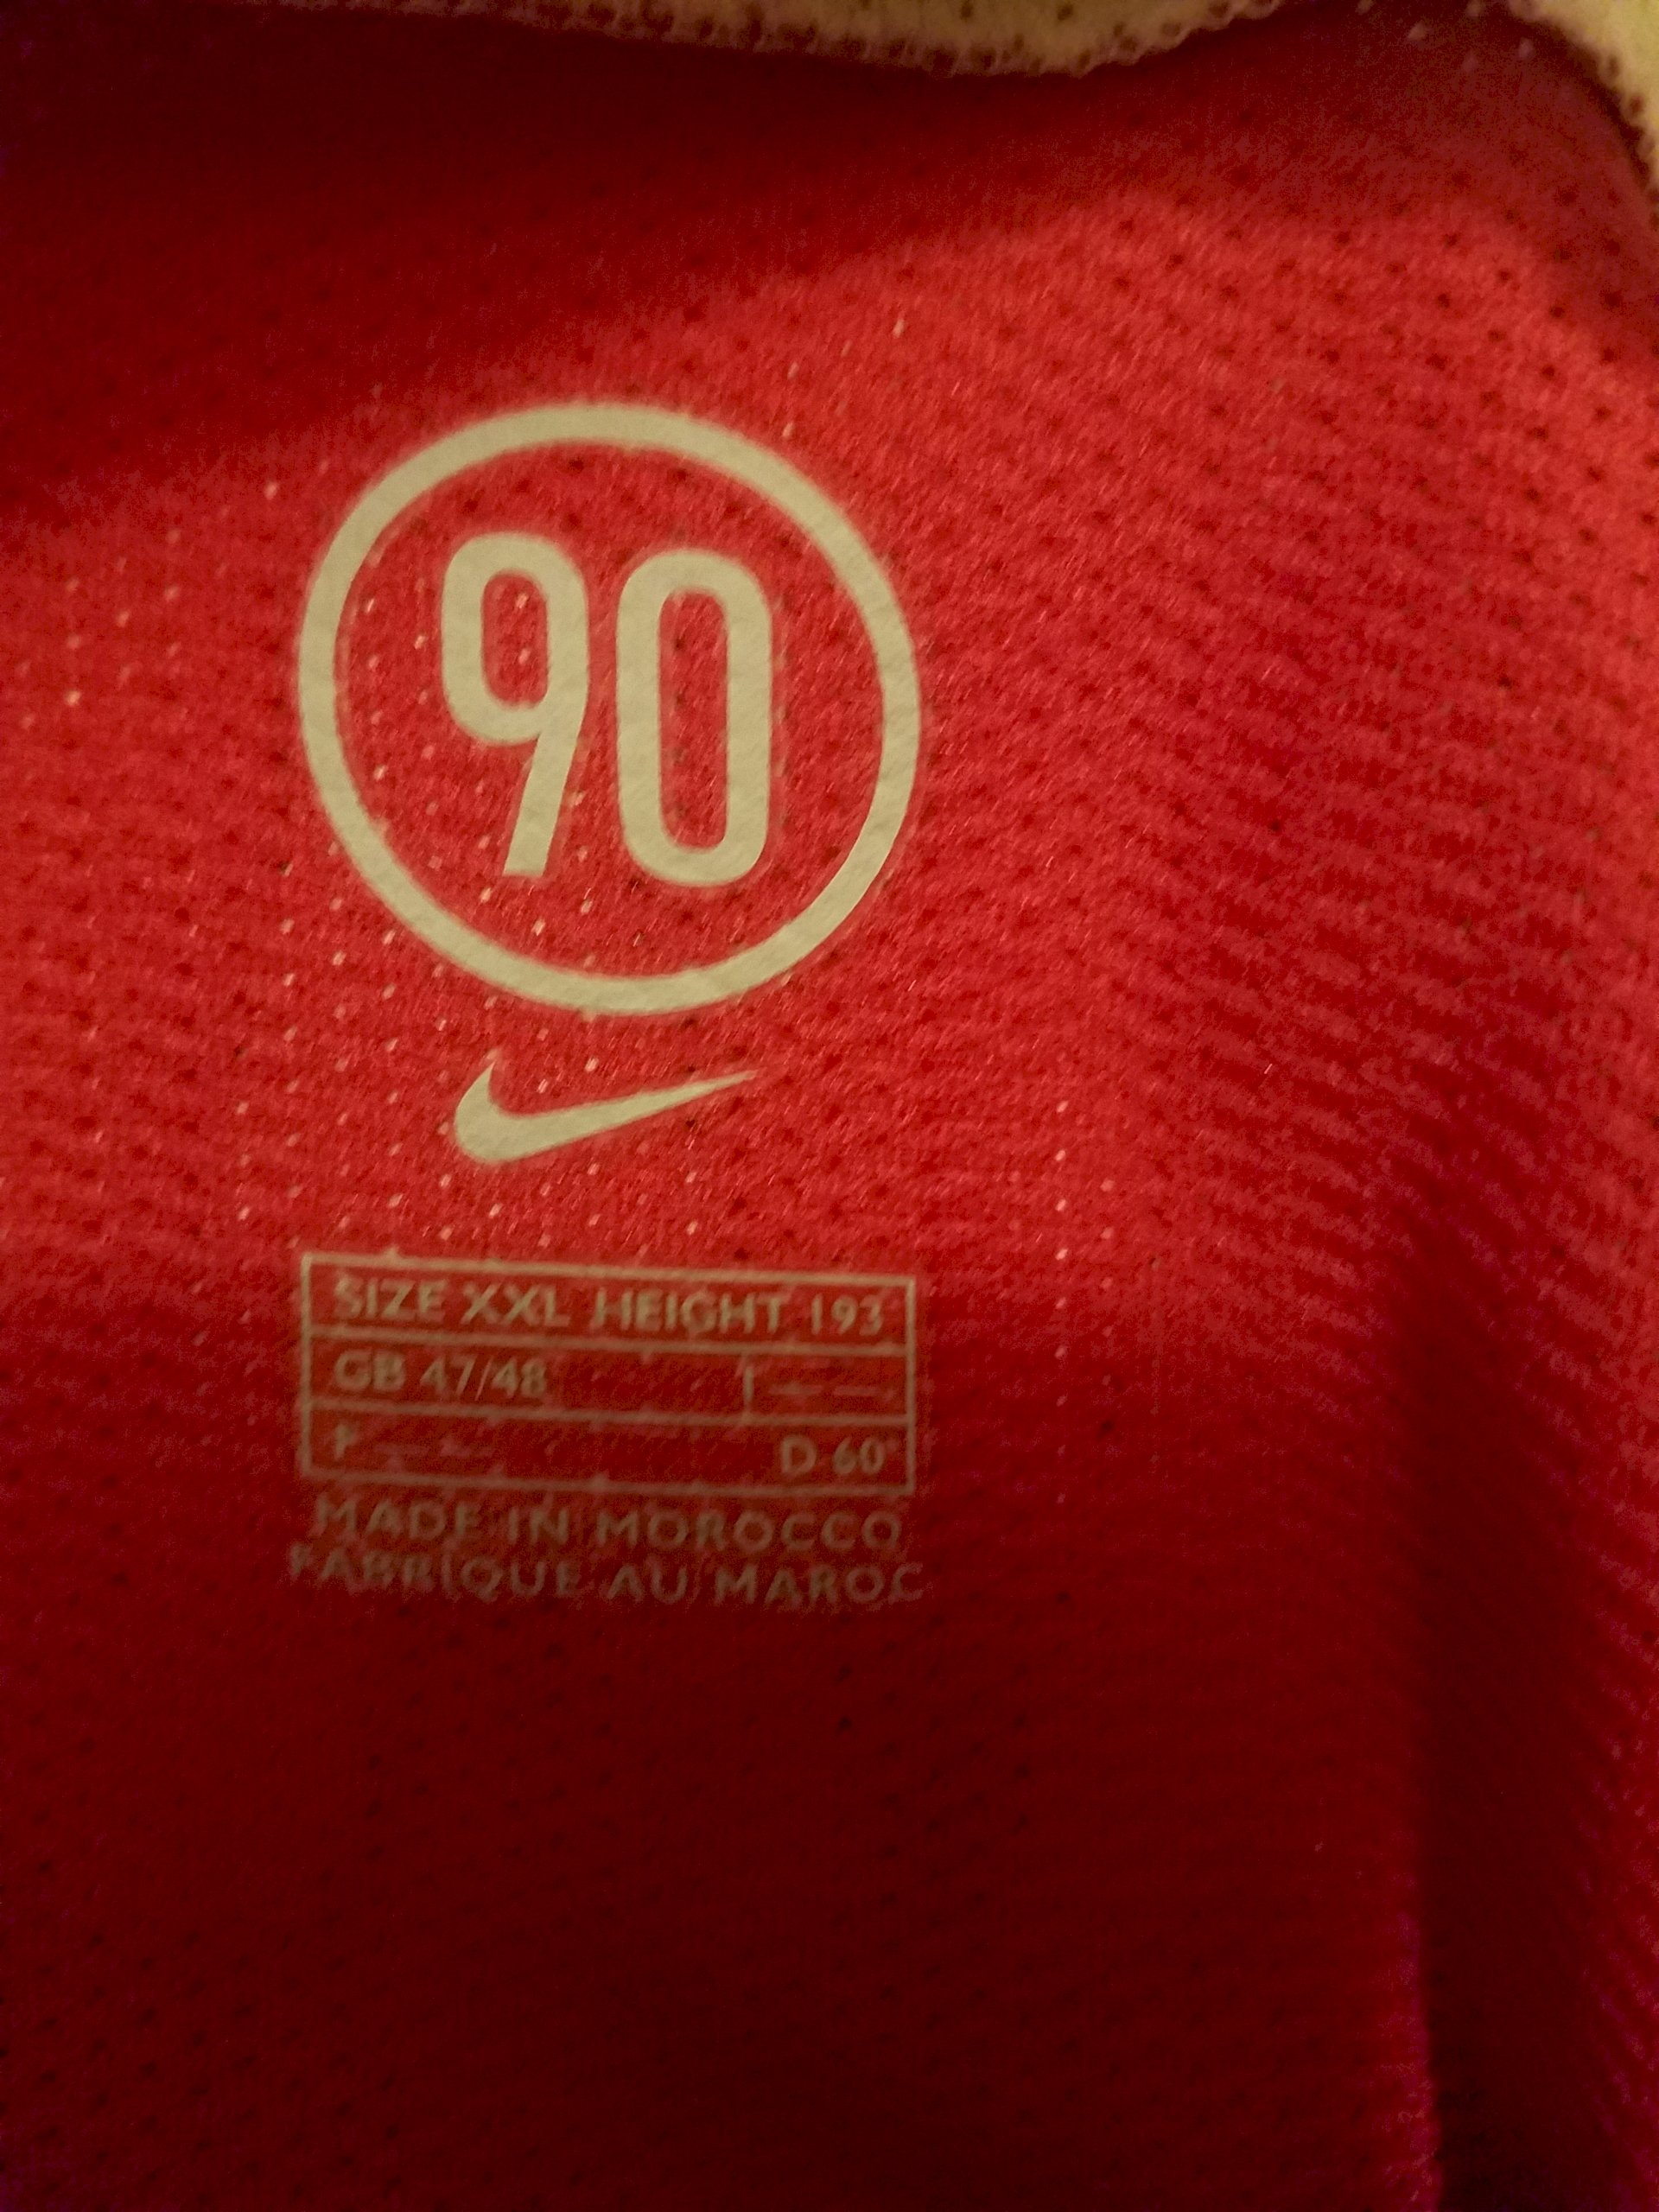 90
SIZE XXL HEIGHT 193
GB 47/48 I — —
F — — D 60
MADE IN MOROCCO
FABRIQUE AU MAROC